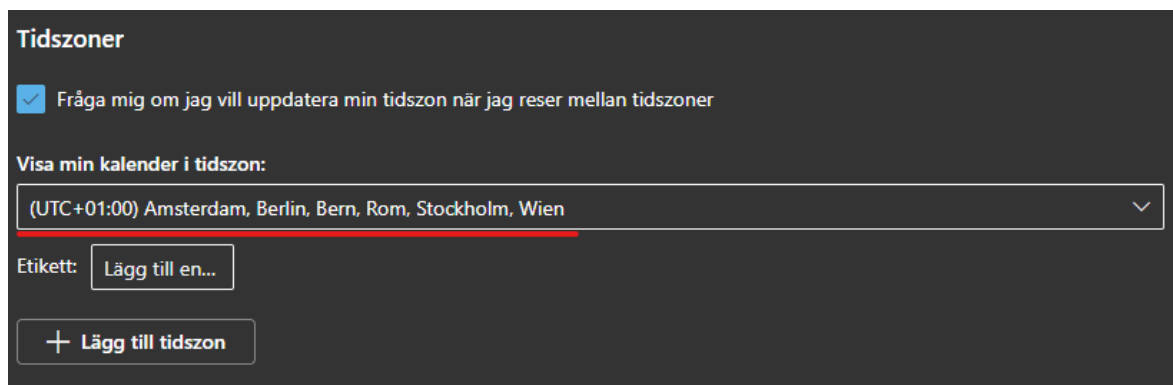 Tidszoner
Fråga mig om jag vill uppdatera min tidszon när jag reser mellan tidszoner
Visa min kalender i tidszon:
(UTC+01:00) Amsterdam, Berlin, Bern, Rom, Stockholm, Wien
Etikett: Lägg till en...
Lägg till tidszon